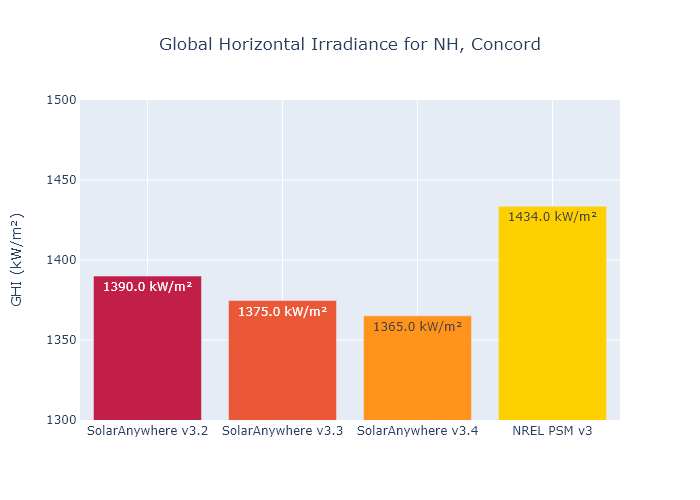 Global Horizontal Irradiance for NH, Concord
1500
1450
1400
1350
1300
GHI (kW/m²)
1390.0 kW/m²
1375.0 kW/m²
1365.0 kW/m²
1434.0 kW/m²
SolarAnywhere v3.2
SolarAnywhere v3.3
SolarAnywhere v3.4
NREL PSM v3